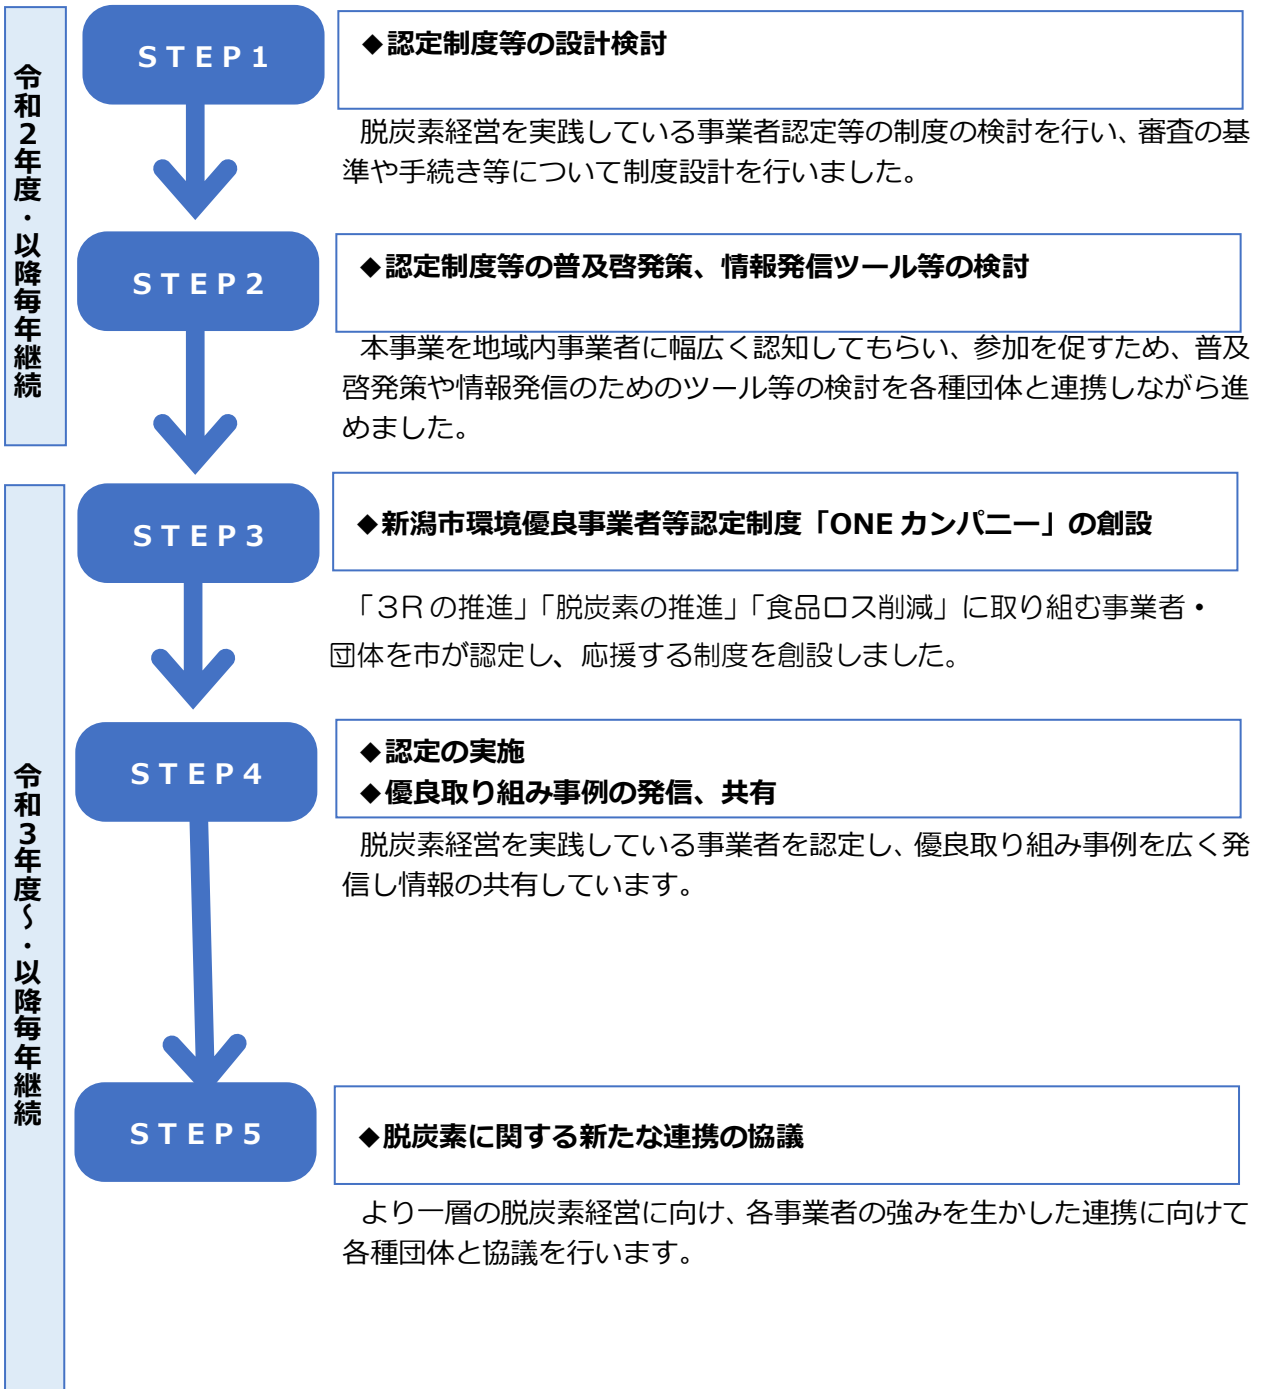 令和２年度・以降毎年継続
ＳＴＥＰ１
◆認定制度等の設計検討
脱炭素経営を実践している事業者認定等の制度の検討を行い、審査の基
準や手続き等について制度設計を行いました。
ＳＴＥＰ２
◆認定制度等の普及啓発策、情報発信ツール等の検討
本事業を地域内事業者に幅広く認知してもらい、参加を促すため、普及
啓発策や情報発信のためのツール等の検討を各種団体と連携しながら進
めました。
令和３年度～・以降毎年継続
ＳＴＥＰ３
◆新潟市環境優良事業者等認定制度「ONE カンパニー」の創設
「３Ｒの推進」「脱炭素の推進」「食品ロス削減」に取り組む事業者・
団体を市が認定し、応援する制度を創設しました。
ＳＴＥＰ４
◆認定の実施
◆優良取り組み事例の発信、共有
脱炭素経営を実践している事業者を認定し、優良取り組み事例を広く発
信し情報の共有しています。
ＳＴＥＰ５
◆脱炭素に関する新たな連携の協議
より一層の脱炭素経営に向け、各事業者の強みを生かした連携に向けて
各種団体と協議を行います。